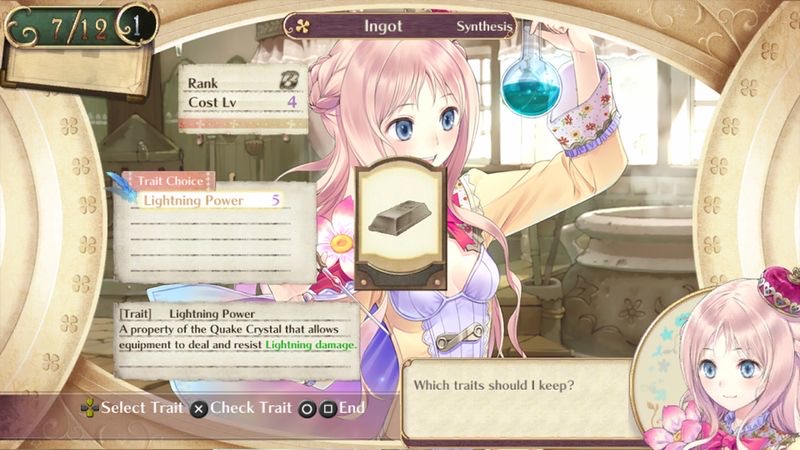 7/12 1
Ingot
Synthesis
Rank B
Cost Lv 4
Trait Choice
Lightning Power 5
[Trait] Lightning Power
A property of the Quake Crystal that allows
equipment to deal and resist Lightning damage.
Which traits should I keep?
Select Trait Check Trait End